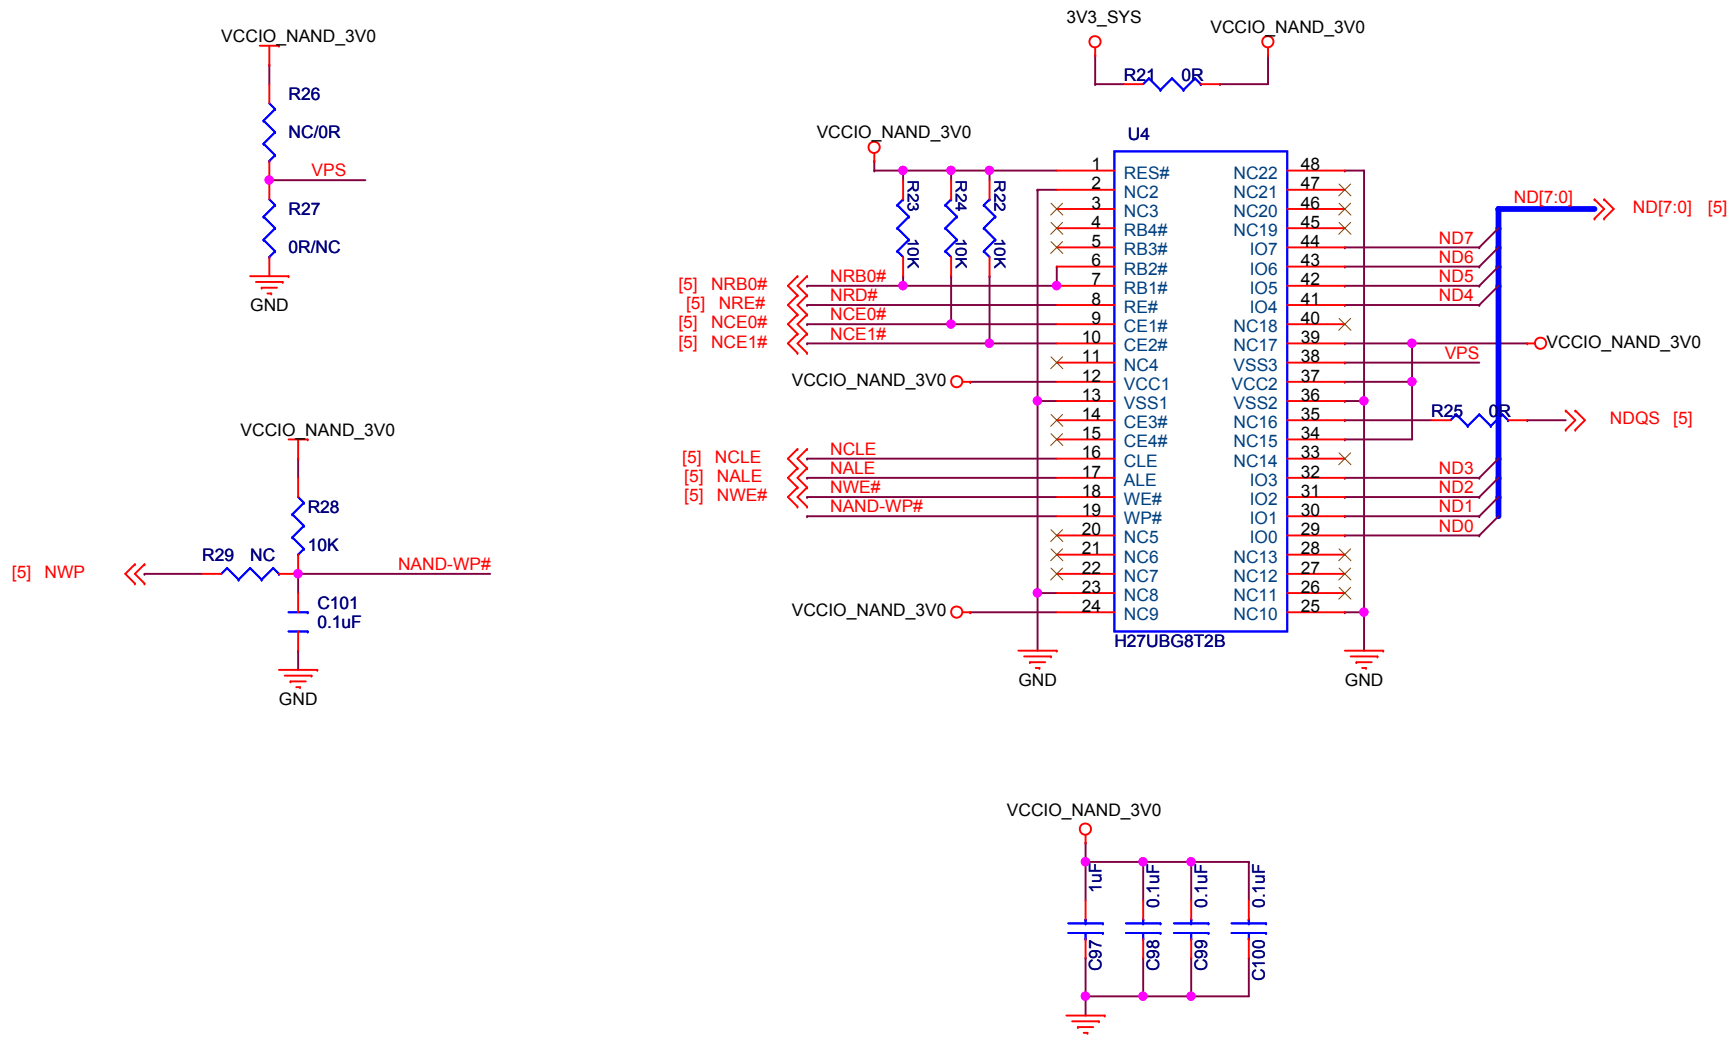 VCCIO_NAND_3V0
R26
NC/0R
VPS
R27
0R/NC
GND
VCCIO_NAND_3V0
R28
10K
R29 NC
[5] NWP
NAND-WP#
C101
0.1uF
GND
3V3_SYS
VCCIO_NAND_3V0
R21 0R
VCCIO_NAND_3V0
U4
R23 10K
R24 10K
R22 10K
[5] NRB0# NRB0#
[5] NRE# NRD#
[5] NCE0# NCE0#
[5] NCE1# NCE1#
VCCIO_NAND_3V0
[5] NCLE NCLE
[5] NALE NALE
[5] NWE# NWE#
NAND-WP#
VCCIO_NAND_3V0
1 RES# NC22 48
2 NC2 NC21 47
3 NC3 NC20 46
4 RB4# NC19 45
5 RB3# IO7 44
6 RB2# IO6 43
7 RB1# IO5 42
8 RE# IO4 41
9 CE1# NC18 40
10 CE2# NC17 39
11 NC4 VSS3 38
12 VCC1 VCC2 37
13 VSS1 VSS2 36
14 CE3# NC16 35
15 CE4# NC15 34
16 CLE NC14 33
17 ALE IO3 32
18 WE# IO2 31
19 WP# IO1 30
20 NC5 IO0 29
21 NC6 NC13 28
22 NC7 NC12 27
23 NC8 NC11 26
24 NC9 NC10 25
H27UBG8T2B
GND
GND
ND[7:0]
ND[7:0] [5]
ND7
ND6
ND5
ND4
VCCIO_NAND_3V0
VPS
R25 0R
NDQS [5]
ND3
ND2
ND1
ND0
VCCIO_NAND_3V0
1uF
C97
0.1uF
C98
0.1uF
C99
0.1uF
C100